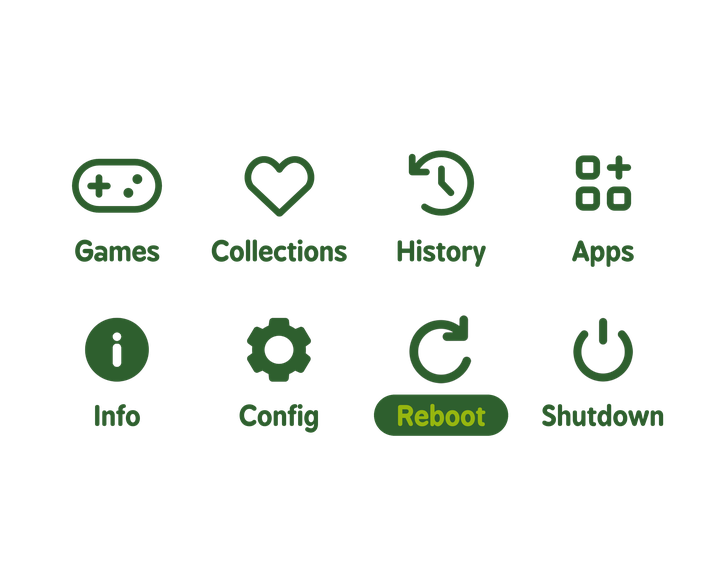 Games
Collections
History
Apps
Info
Config
Reboot
Shutdown